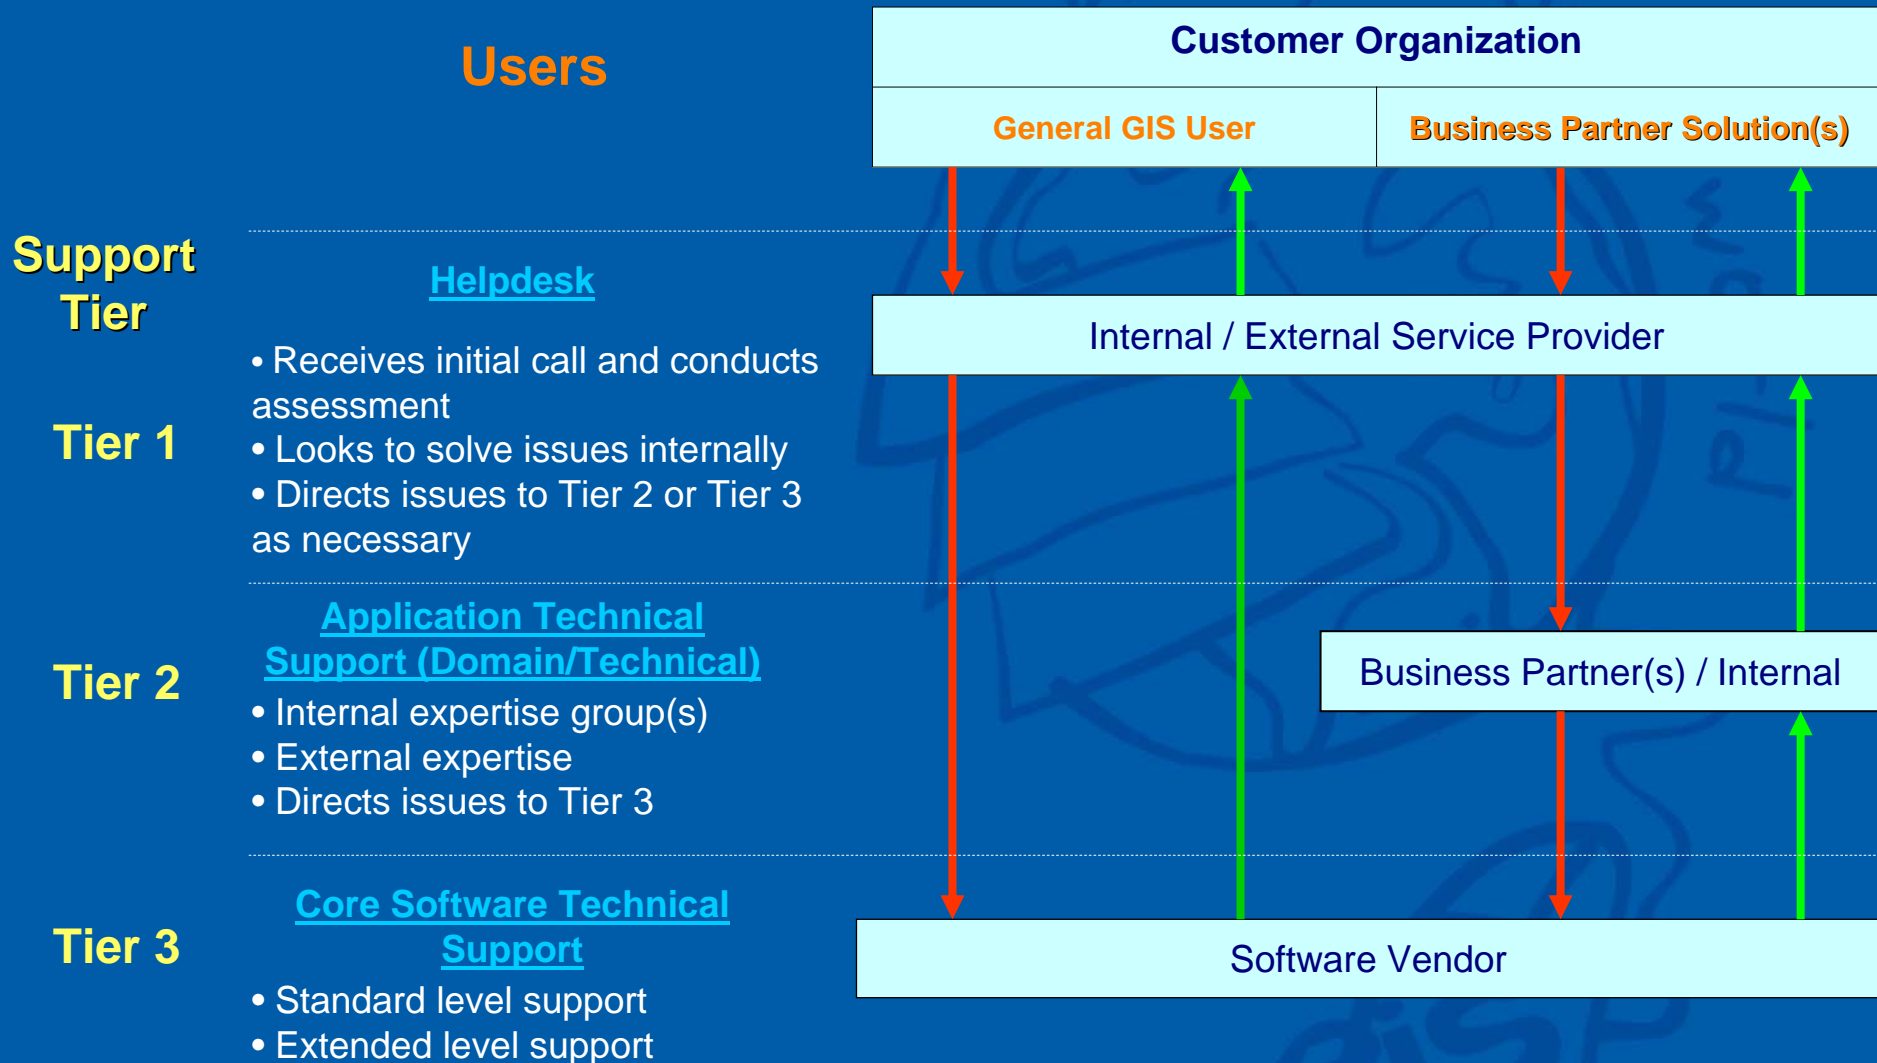 Users
Customer Organization
General GIS User
Business Partner Solution(s)
Support
Tier
Helpdesk
• Receives initial call and conducts
assessment
• Looks to solve issues internally
• Directs issues to Tier 2 or Tier 3
as necessary
Tier 1
Internal / External Service Provider
Application Technical
Support (Domain/Technical)
• Internal expertise group(s)
• External expertise
• Directs issues to Tier 3
Tier 2
Business Partner(s) / Internal
Core Software Technical
Support
• Standard level support
• Extended level support
Tier 3
Software Vendor